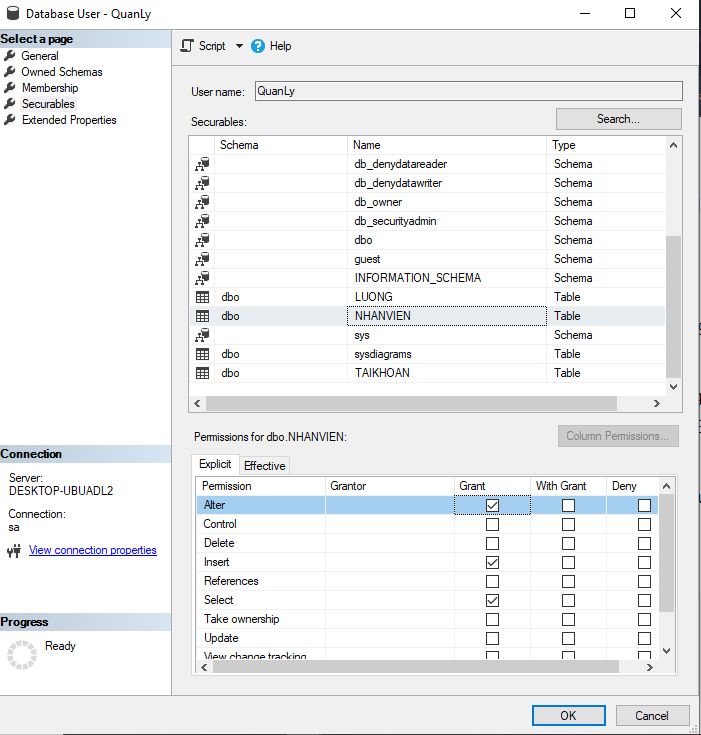 Database User - QuanLy
Select a page
General
Owned Schemas
Membership
Securables
Extended Properties
Script Help
User name: QuanLy
Securables: Search...
Schema Name Type
db_denydatareader Schema
db_denydatawriter Schema
db_owner Schema
db_securityadmin Schema
dbo Schema
guest Schema
INFORMATION_SCHEMA Schema
dbo LUONG Table
dbo NHANVIEN Table
sys Schema
dbo sysdiagrams Table
dbo TAIKHOAN Table
Permissions for dbo.NHANVIEN: Column Permissions...
Explicit Effective
Permission Grantor Grant With Grant Deny
Alter
Control
Delete
Insert
References
Select
Take ownership
Update
View change tracking
Connection
Server:
DESKTOP-UBUADL2
Connection:
sa
View connection properties
Progress
Ready
OK Cancel